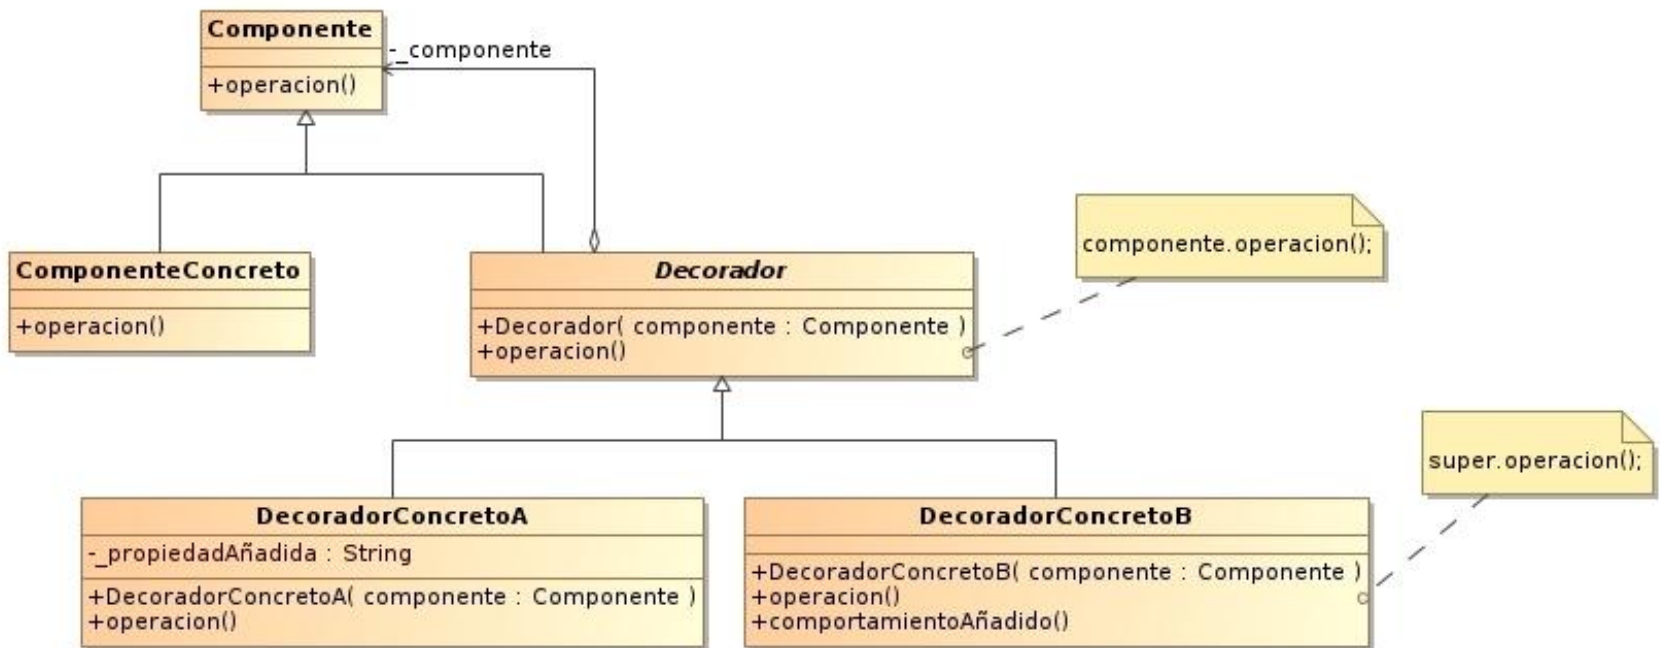 Componente
- _componente
+operacion()
ComponenteConcreto
+operacion()
Decorador
+Decorador( componente : Componente )
+operacion()
componente.operacion();
super.operacion();
DecoradorConcretoA
-_propiedadAñadida : String
+DecoradorConcretoA( componente : Componente )
+operacion()
DecoradorConcretoB
+DecoradorConcretoB( componente : Componente )
+operacion()
+comportamientoAñadido()